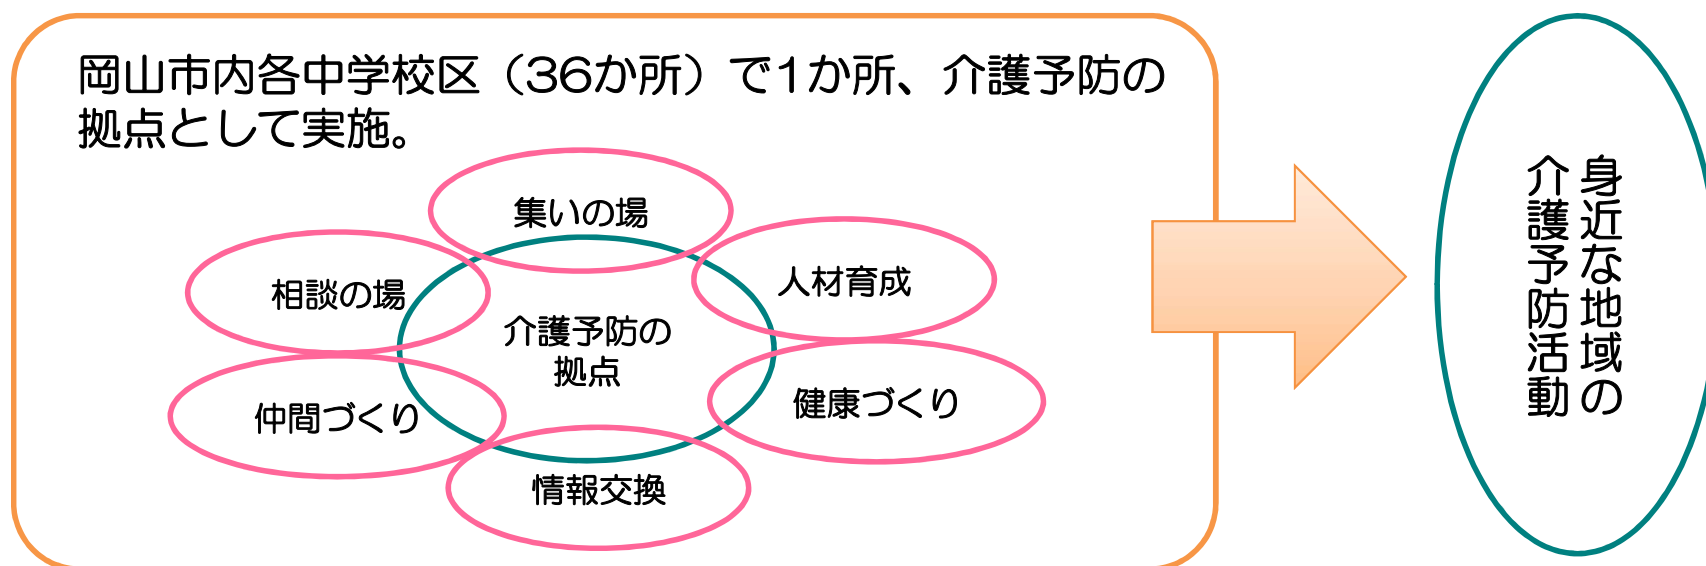 岡山市内各中学校区（36か所）で1か所、介護予防の
拠点として実施。
集いの場
人材育成
相談の場
介護予防の
拠点
健康づくり
仲間づくり
情報交換
身近な地域の
介護予防活動